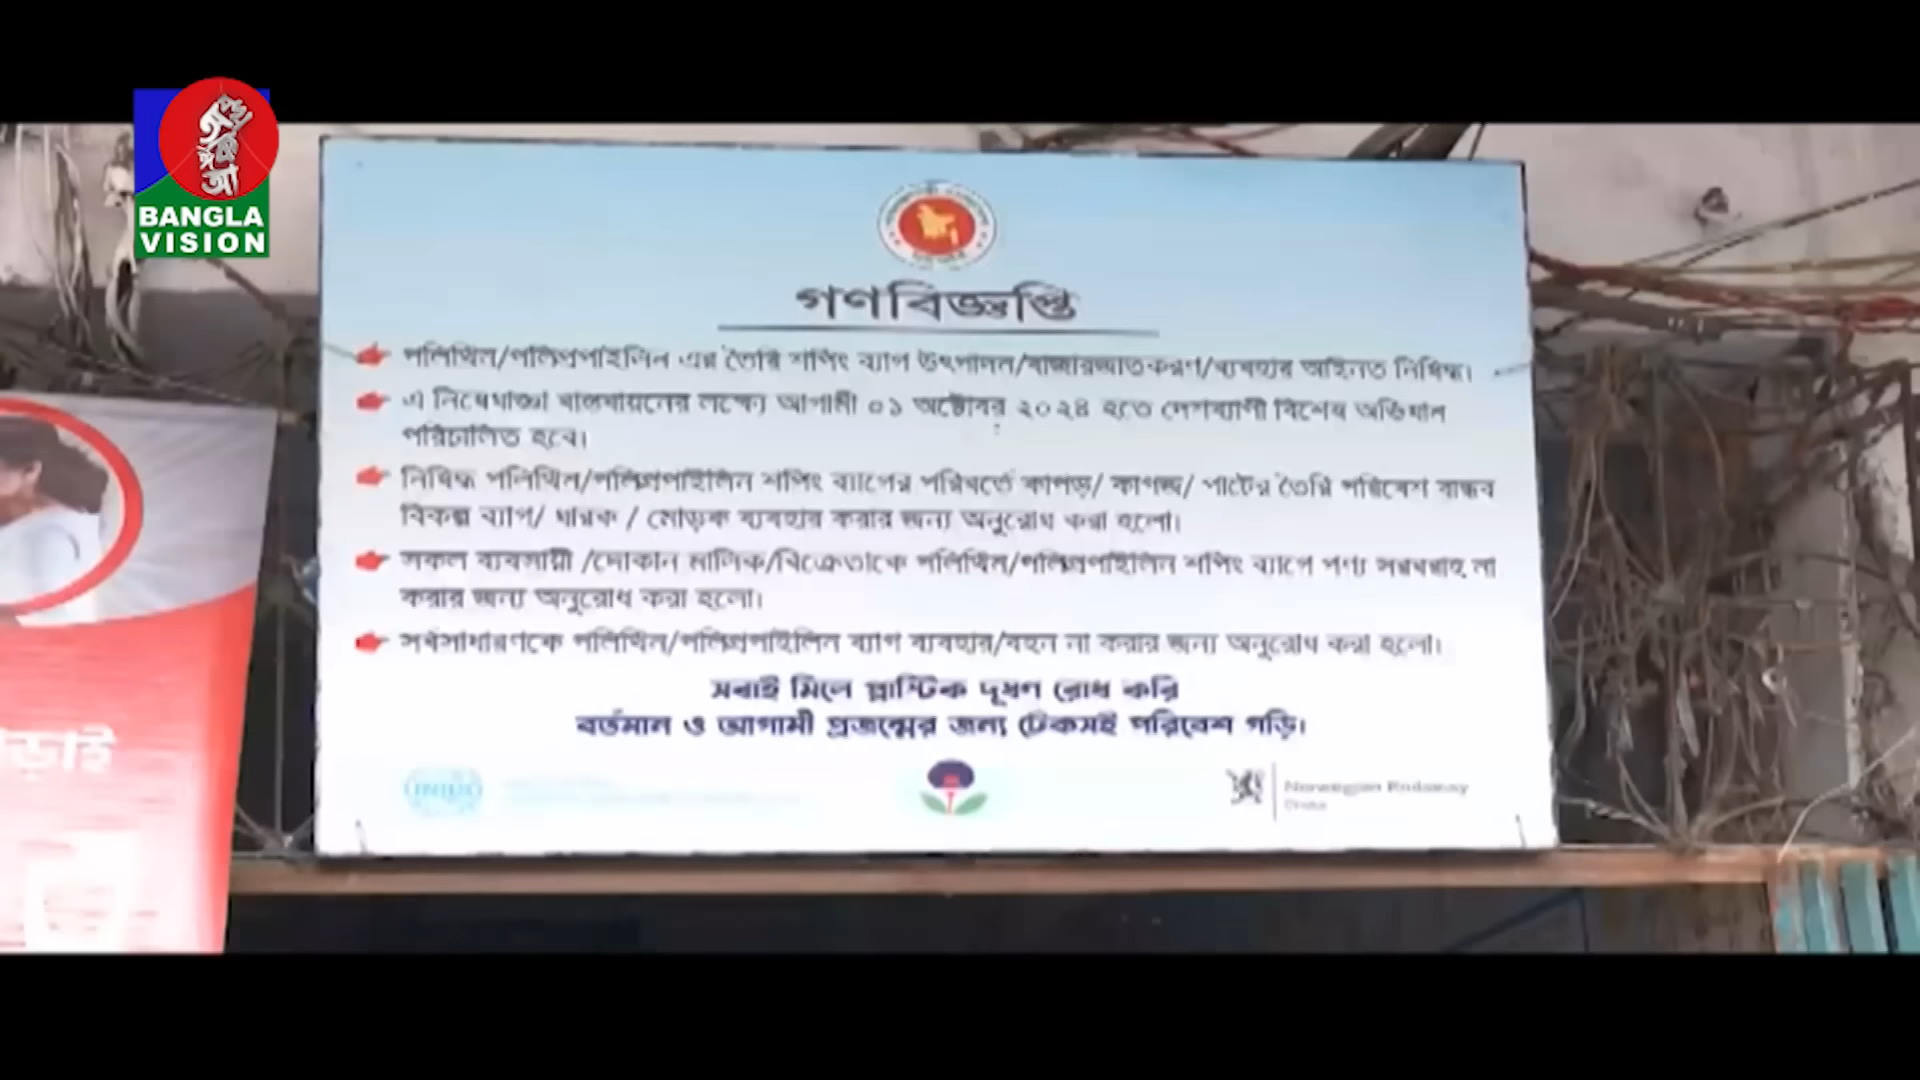 BANGLA
VISION
গণবিজ্ঞপ্তি
পলিথিন/পলিপ্রপাইলিন এর তৈরি শপিং ব্যাগ উৎপাদন/বাজারজাতকরণ/ব্যবহার আইনত নিষিদ্ধ।
এ নিষেধাজ্ঞা বাস্তবায়নের লক্ষ্যে আগামী ০১ অক্টোবর ২০২৪ হতে দেশব্যাপী বিশেষ অভিযান
পরিচালিত হবে।
নিষিদ্ধ পলিথিন/পলিপ্রপাইলিন শপিং ব্যাগের পরিবর্তে কাপড়/ কাগজ/ পাটের তৈরি পরিবেশ বান্ধব
বিকল্প ব্যাগ/ ধারক / মোড়ক ব্যবহার করার জন্য অনুরোধ করা হলো।
সকল ব্যবসায়ী /দোকান মালিক/বিক্রেতাকে পলিথিন/পলিপ্রপাইলিন শপিং ব্যাগে পণ্য সরবরাহ না
করার জন্য অনুরোধ করা হলো।
সর্বসাধারণকে পলিথিন/পলিপ্রপাইলিন ব্যাগ ব্যবহার/বহন না করার জন্য অনুরোধ করা হলো।
সবাই মিলে প্লাস্টিক দূষণ রোধ করি
বর্তমান ও আগামী প্রজন্মের জন্য টেকসই পরিবেশ গড়ি।
Norwegian